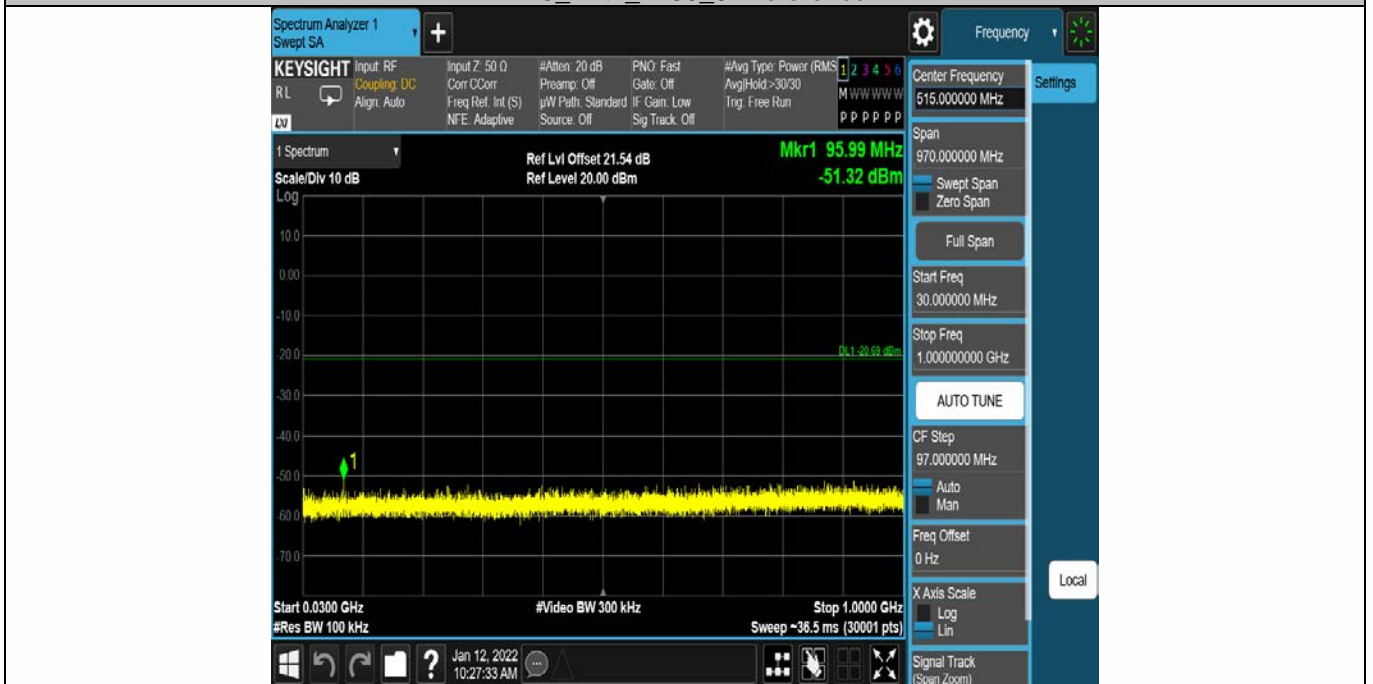 Spectrum Analyzer 1
Swept SA
+
Frequency
KEYSIGHT
RL
LXI
Input: RF
Coupling: DC
Align: Auto
Input Z: 50 Ω
Corr CCorr
Freq Ref: Int (S)
NFE: Adaptive
#Atten: 20 dB
Preamp: Off
µW Path: Standard
Source: Off
PNO: Fast
Gate: Off
IF Gain: Low
Sig Track: Off
#Avg Type: Power (RMS
Avg|Hold:>30/30
Trig: Free Run
1 2 3 4 5 6
M W W W W W
P P P P P P
Center Frequency
515.000000 MHz
Settings
Span
970.000000 MHz
Swept Span
Zero Span
Full Span
Start Freq
30.000000 MHz
Stop Freq
1.000000000 GHz
AUTO TUNE
CF Step
97.000000 MHz
Auto
Man
Freq Offset
0 Hz
X Axis Scale
Log
Lin
Signal Track
(Span Zoom)
Local
1 Spectrum
Scale/Div 10 dB
Log
Ref Lvl Offset 21.54 dB
Ref Level 20.00 dBm
Mkr1 95.99 MHz
-51.32 dBm
10.0
0.00
-10.0
-20.0
DL1 -20.69 dBm
-30.0
-40.0
1
-50.0
-60.0
-70.0
Start 0.0300 GHz
#Res BW 100 kHz
#Video BW 300 kHz
Stop 1.0000 GHz
Sweep ~36.5 ms (30001 pts)
?
Jan 12, 2022
10:27:33 AM